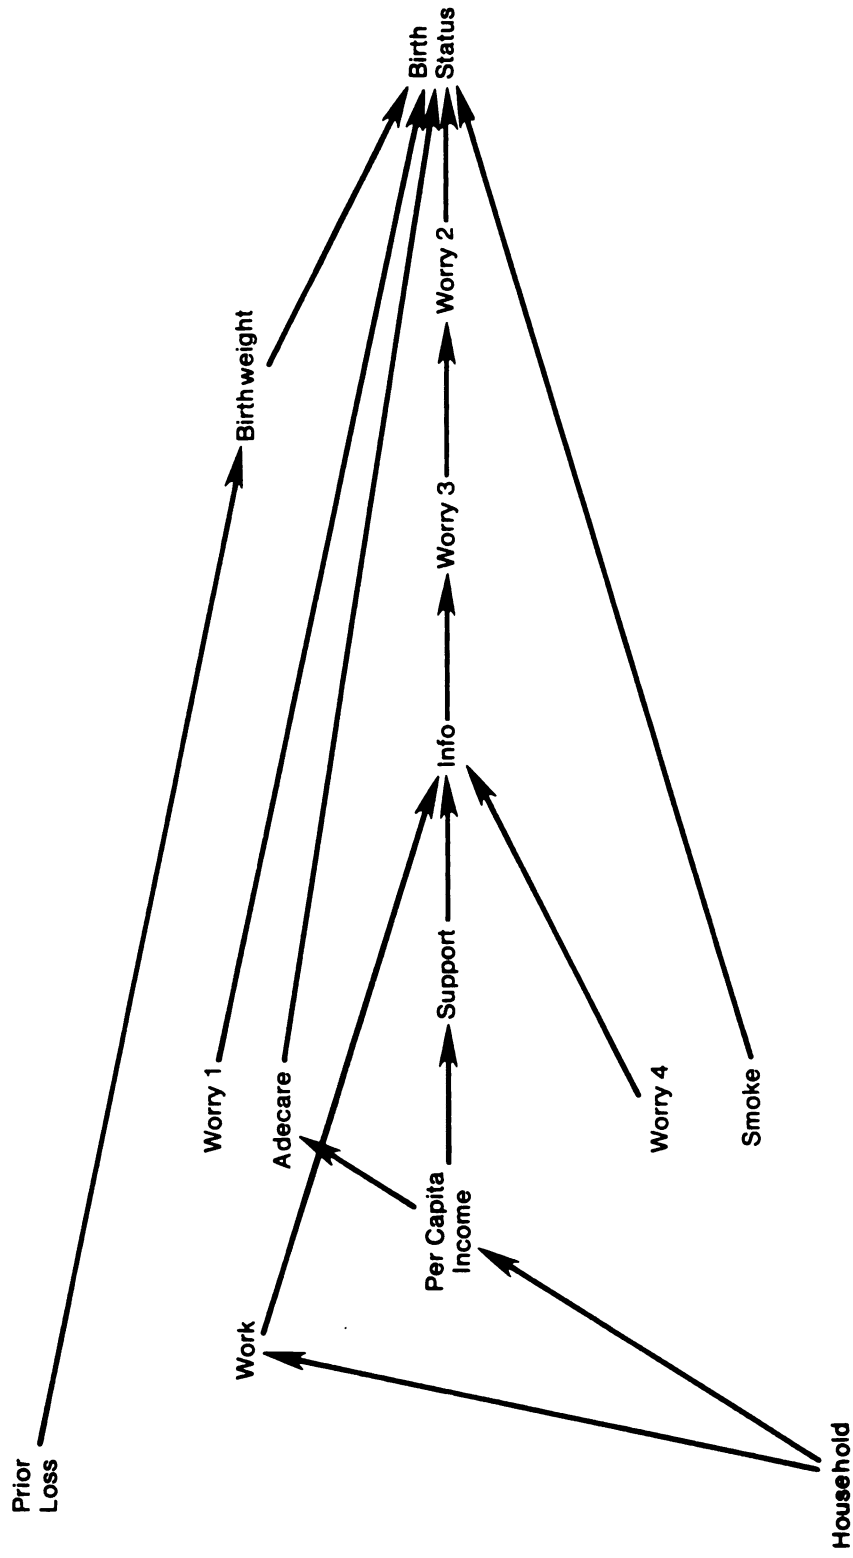 Prior
Loss
Birthweight
Worry 1
Work
Adecare
Birth
Status
Per Capita
Income
Support
Info
Worry 3
Worry 2
Worry 4
Smoke
Household